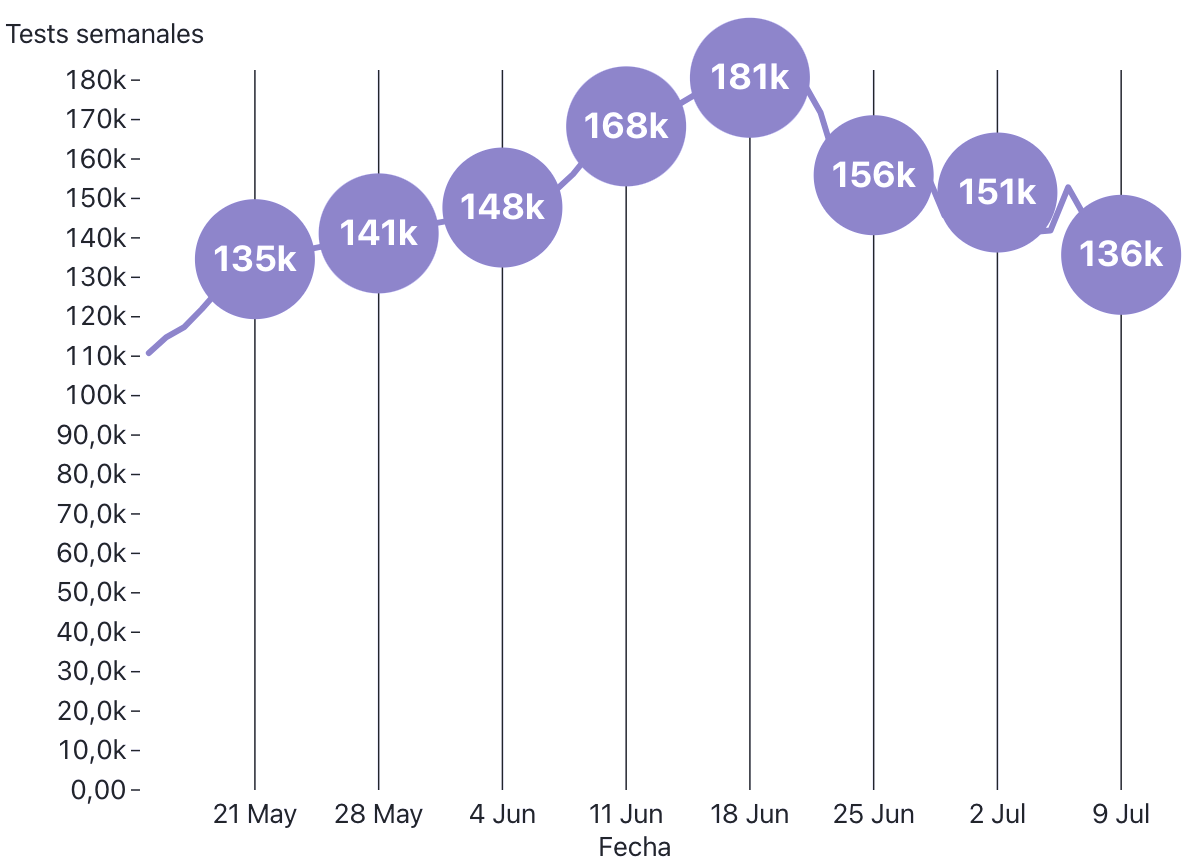 Tests semanales
180k
170k
160k
150k
140k
130k
120k
110k
100k
90,0k
80,0k
70,0k
60,0k
50,0k
40,0k
30,0k
20,0k
10,0k
0,00
135k
141k
148k
168k
181k
156k
151k
136k
21 May
28 May
4 Jun
11 Jun
18 Jun
25 Jun
2 Jul
9 Jul
Fecha